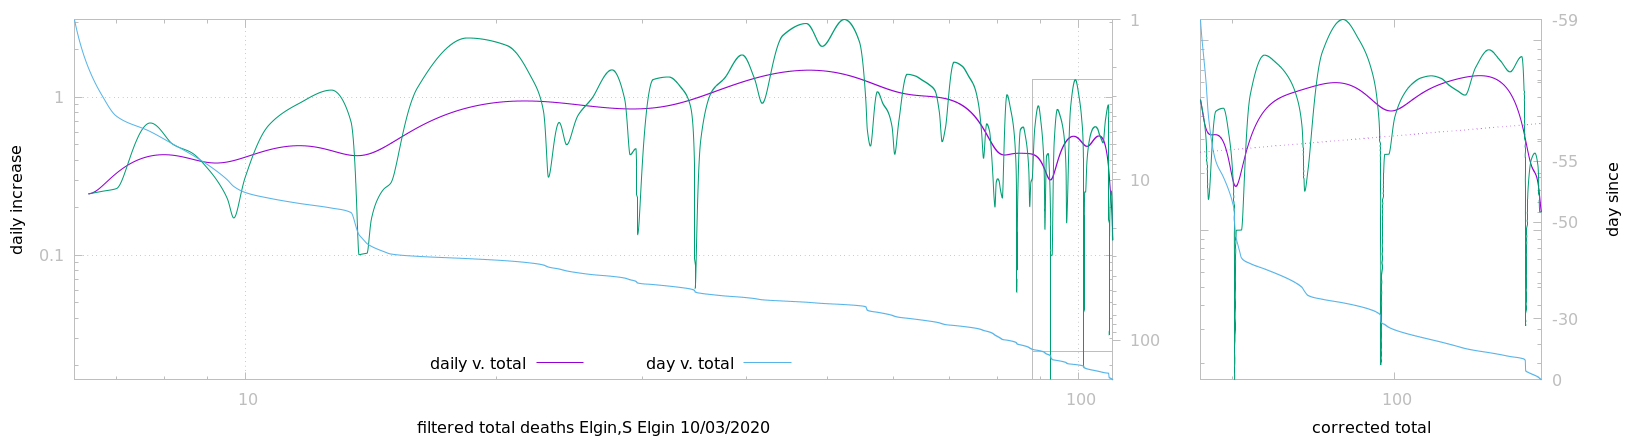 daily increase
1
0.1
10
100
1
10
100
daily v. total
day v. total
filtered total deaths Elgin,S Elgin 10/03/2020
-59
-55
-50
-30
0
day since
100
corrected total